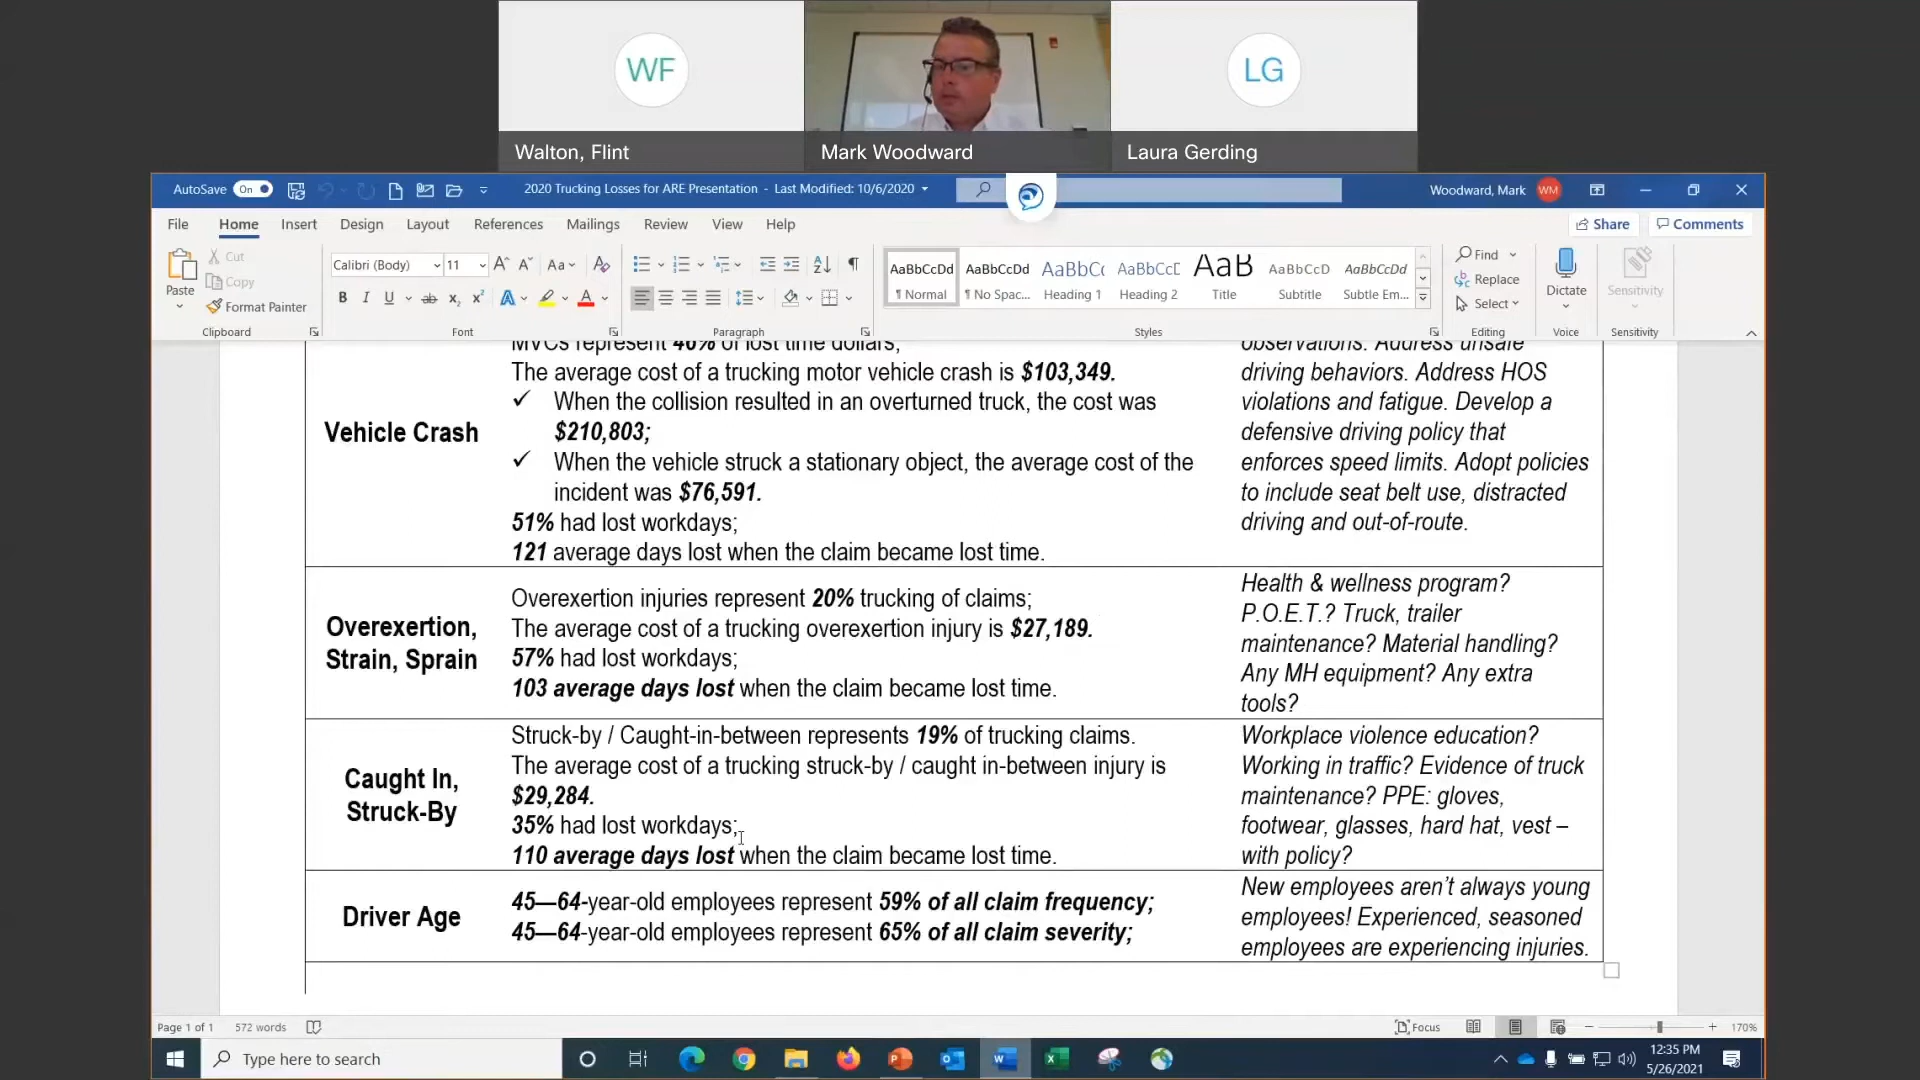 WF
LG
Walton, Flint
Mark Woodward
Laura Gerding
AutoSave On
2020 Trucking Losses for ARE Presentation - Last Modified: 10/6/2020
Woodward, Mark WM
File Home Insert Design Layout References Mailings Review View Help
Share Comments
Paste
Cut
Copy
Format Painter
Clipboard
Calibri (Body) 11
Font
Paragraph
AaBbCcDd AaBbCcDd AaBbCc AaBbCcD AaB AaBbCcD AaBbCcDd
¶ Normal ¶ No Spac... Heading 1 Heading 2 Title Subtitle Subtle Em...
Styles
Find
Replace
Select
Editing
Dictate
Voice
Sensitivity
Sensitivity
MVCs represent 40% of lost time dollars;
The average cost of a trucking motor vehicle crash is $103,349.
✓ When the collision resulted in an overturned truck, the cost was
$210,803;
Vehicle Crash
✓ When the vehicle struck a stationary object, the average cost of the
incident was $76,591.
51% had lost workdays;
121 average days lost when the claim became lost time.
observations. Address unsafe
driving behaviors. Address HOS
violations and fatigue. Develop a
defensive driving policy that
enforces speed limits. Adopt policies
to include seat belt use, distracted
driving and out-of-route.
Overexertion,
Strain, Sprain
Overexertion injuries represent 20% trucking of claims;
The average cost of a trucking overexertion injury is $27,189.
57% had lost workdays;
103 average days lost when the claim became lost time.
Health & wellness program?
P.O.E.T.? Truck, trailer
maintenance? Material handling?
Any MH equipment? Any extra
tools?
Caught In,
Struck-By
Struck-by / Caught-in-between represents 19% of trucking claims.
The average cost of a trucking struck-by / caught in-between injury is
$29,284.
35% had lost workdays;
110 average days lost when the claim became lost time.
Workplace violence education?
Working in traffic? Evidence of truck
maintenance? PPE: gloves,
footwear, glasses, hard hat, vest –
with policy?
Driver Age
45—64-year-old employees represent 59% of all claim frequency;
45—64-year-old employees represent 65% of all claim severity;
New employees aren't always young
employees! Experienced, seasoned
employees are experiencing injuries.
Page 1 of 1 572 words
Focus
170%
Type here to search
12:35 PM
5/26/2021